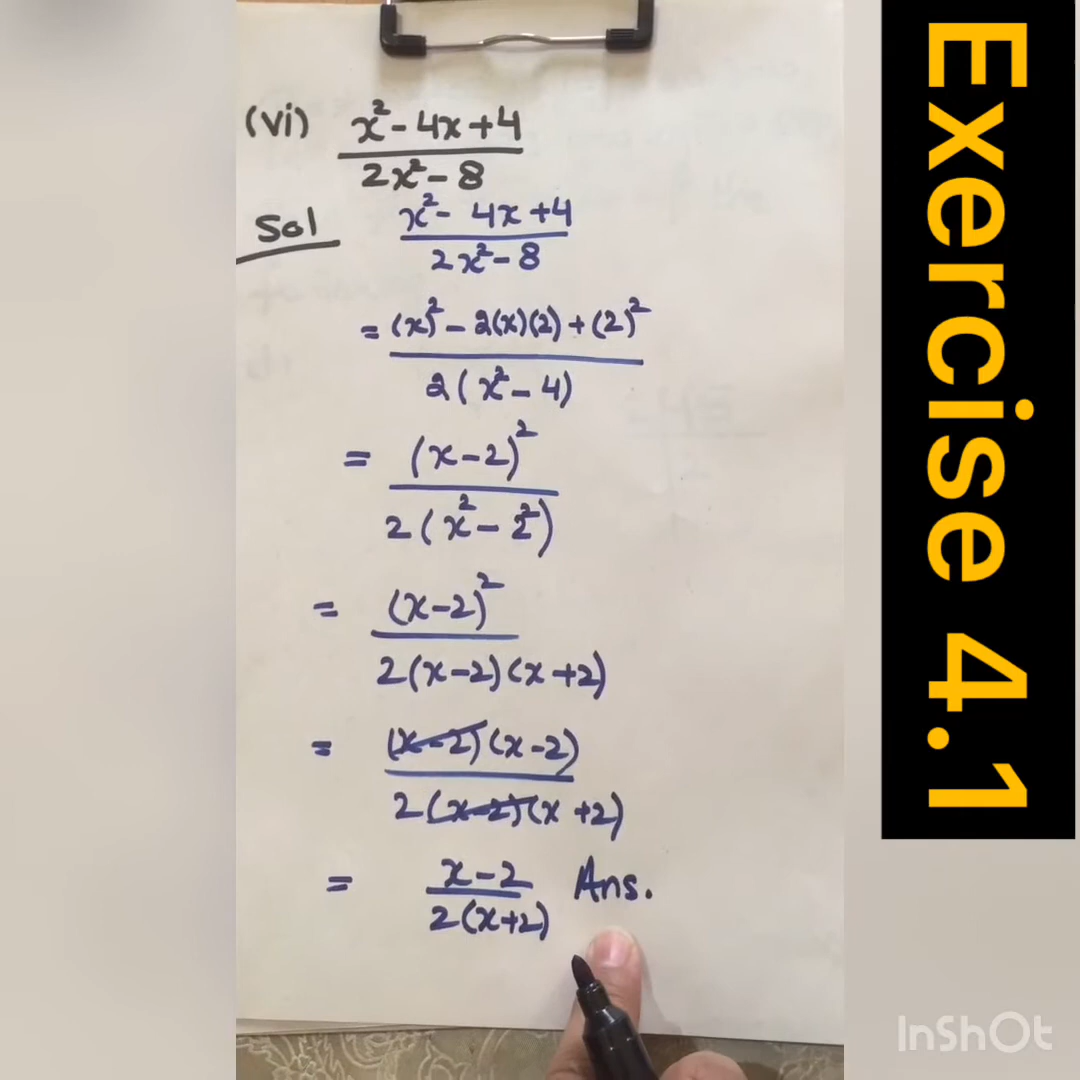 (vi) x² - 4x + 4
2x² - 8
Sol x² - 4x + 4
2x² - 8
= (x)² - 2(x)(2) + (2)²
2(x² - 4)
= (x - 2)²
2(x² - 2²)
= (x - 2)²
2(x - 2)(x + 2)
= (x - 2)(x - 2)
2(x - 2)(x + 2)
= x - 2 Ans.
2(x + 2)
Exercise 4.1
InShOt